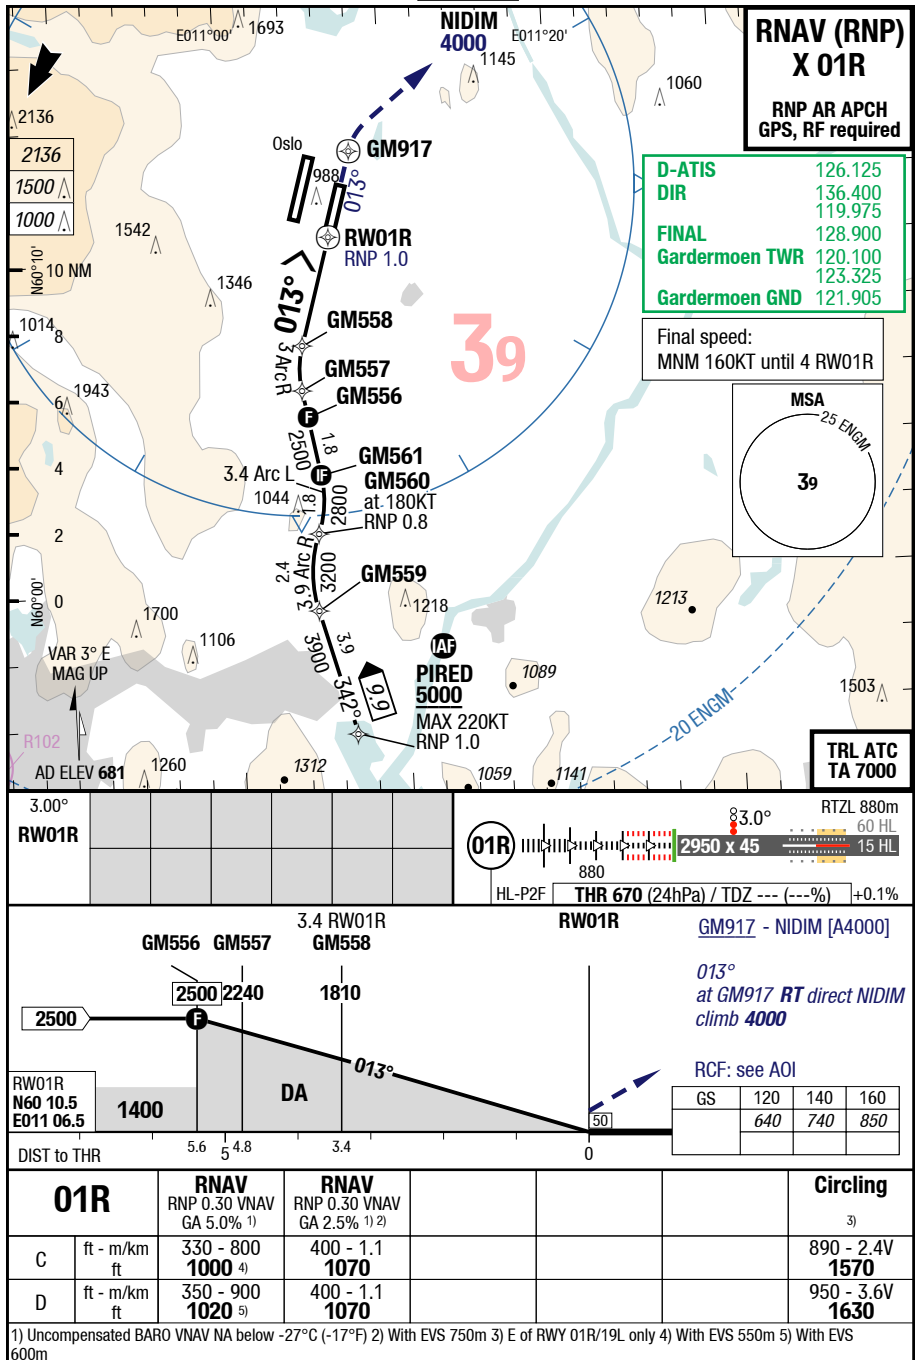 1693
E011°00'
NIDIM
4000
E011°20'
1145
1060
RNAV (RNP)
X 01R
RNP AR APCH
GPS, RF required
2136
2136
1500
1000
Oslo
GM917
988
013°
D-ATIS 126.125
DIR 136.400
119.975
FINAL 128.900
Gardermoen TWR 120.100
123.325
Gardermoen GND 121.905
1542
RW01R
RNP 1.0
N60°10'
10 NM
1346
013°
1014
8
GM558
3 Arc R
GM557
39
Final speed:
MNM 160KT until 4 RW01R
1943
6
F
GM556
2500
1.8
MSA
25 ENGM
39
4
3.4 Arc L
IF
GM561
GM560
at 180KT
RNP 0.8
1044
1.8
2800
2
2.4
3.9 Arc R
3200
GM559
N60°00'
0
1700
1218
1213
1106
VAR 3° E
MAG UP
3900
3.9
IAF
PIRED
5000
MAX 220KT
RNP 1.0
342°
9.9
1089
1503
20 ENGM
R102
AD ELEV 681
1260
1312
1059
1141
TRL ATC
TA 7000
3.00°
RW01R
01R
880
3.0°
2950 x 45
RTZL 880m
60 HL
15 HL
HL-P2F
THR 670 (24hPa) / TDZ --- (---%)
+0.1%
3.4 RW01R
GM556 GM557 GM558
RW01R
GM917 - NIDIM [A4000]
2500 2240 1810
2500
F
013°
at GM917 RT direct NIDIM
climb 4000
013°
RCF: see AOI
RW01R
N60 10.5
E011 06.5
1400
DA
50
GS 120 140 160
640 740 850
DIST to THR
5.6 5 4.8 3.4 0
01R
RNAV
RNP 0.30 VNAV
GA 5.0% 1)
RNAV
RNP 0.30 VNAV
GA 2.5% 1) 2)
Circling
3)
C ft - m/km 330 - 800 400 - 1.1 890 - 2.4V
ft 1000 4) 1070 1570
D ft - m/km 350 - 900 400 - 1.1 950 - 3.6V
ft 1020 5) 1070 1630
1) Uncompensated BARO VNAV NA below -27°C (-17°F) 2) With EVS 750m 3) E of RWY 01R/19L only 4) With EVS 550m 5) With EVS
600m